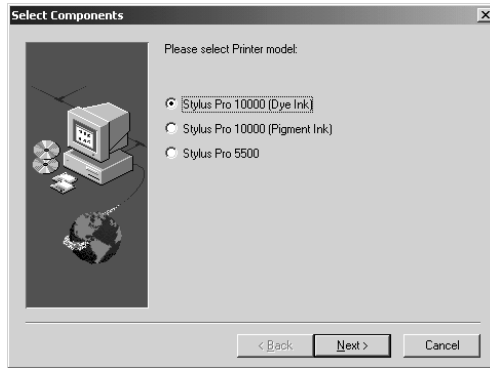 Select Components
Please select Printer model:
Stylus Pro 10000 (Dye Ink)
Stylus Pro 10000 (Pigment Ink)
Stylus Pro 5500
< Back Next > Cancel